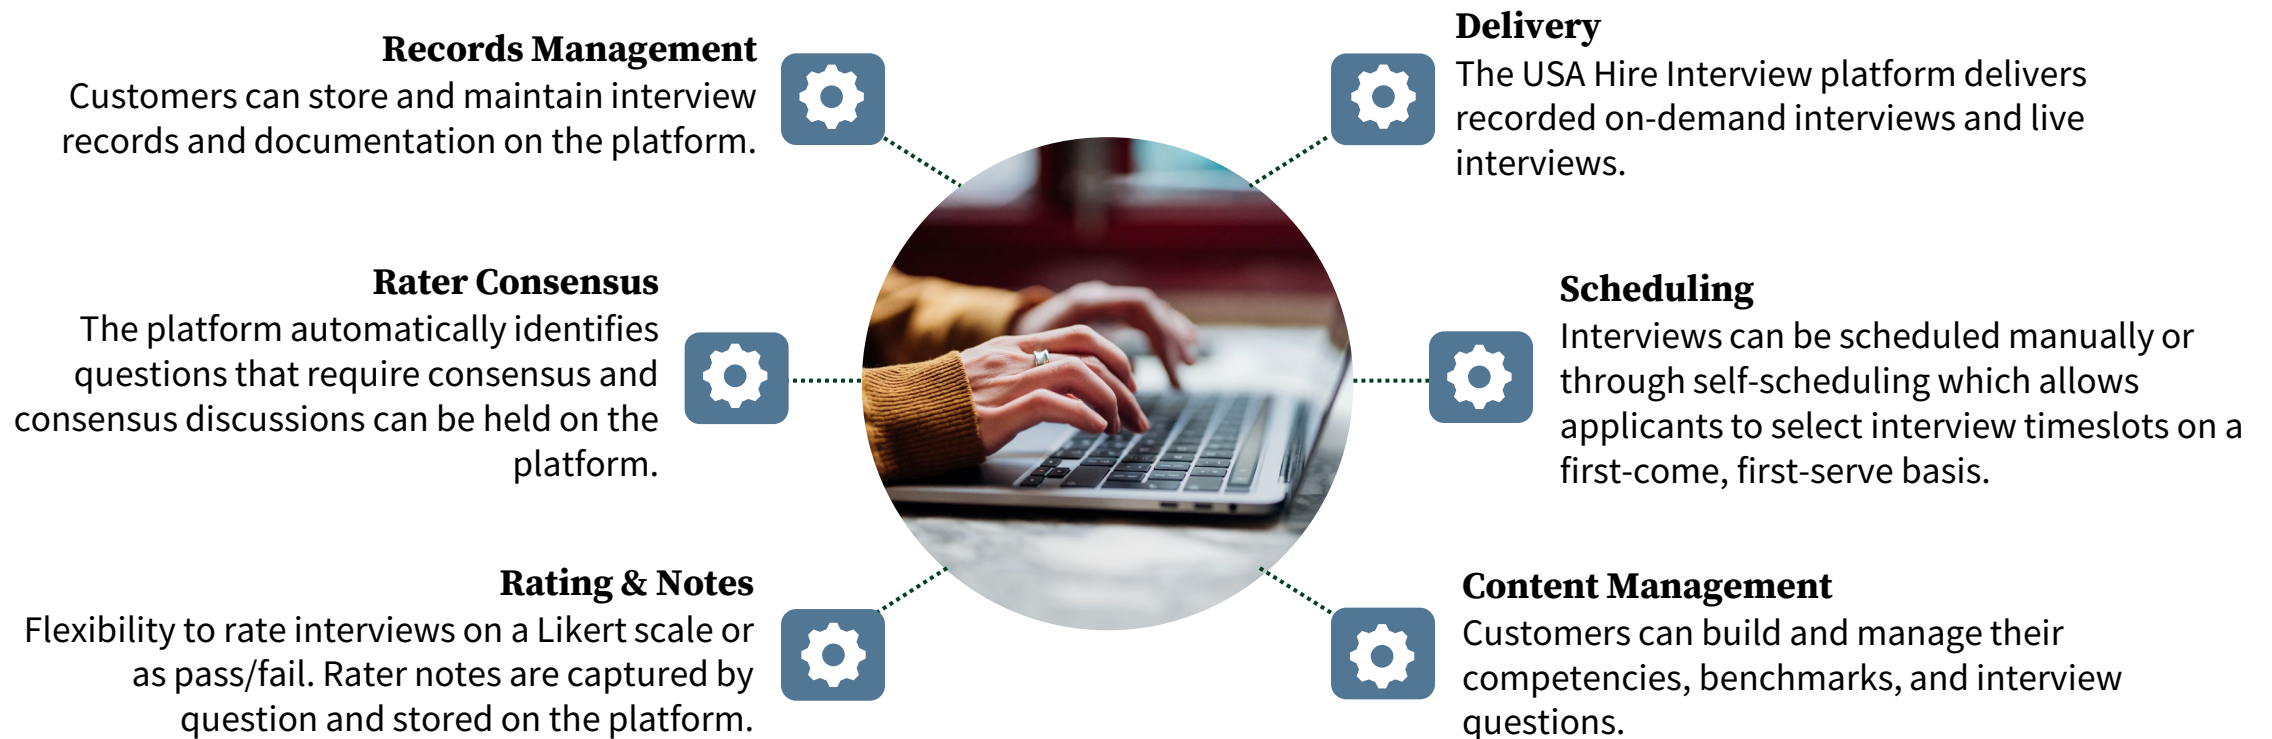 Records Management
Customers can store and maintain interview
records and documentation on the platform.
Rater Consensus
The platform automatically identifies
questions that require consensus and
consensus discussions can be held on the
platform.
Rating & Notes
Flexibility to rate interviews on a Likert scale or
as pass/fail. Rater notes are captured by
question and stored on the platform.
Delivery
The USA Hire Interview platform delivers
recorded on-demand interviews and live
interviews.
Scheduling
Interviews can be scheduled manually or
through self-scheduling which allows
applicants to select interview timeslots on a
first-come, first-serve basis.
Content Management
Customers can build and manage their
competencies, benchmarks, and interview
questions.